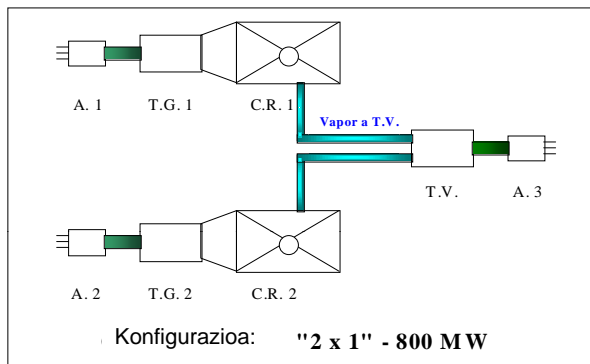 A. 1 T.G. 1 C.R. 1
Vapor a T.V.
T.V. A. 3
A. 2 T.G. 2 C.R. 2
Konfigurazioa: "2 x 1" - 800 MW